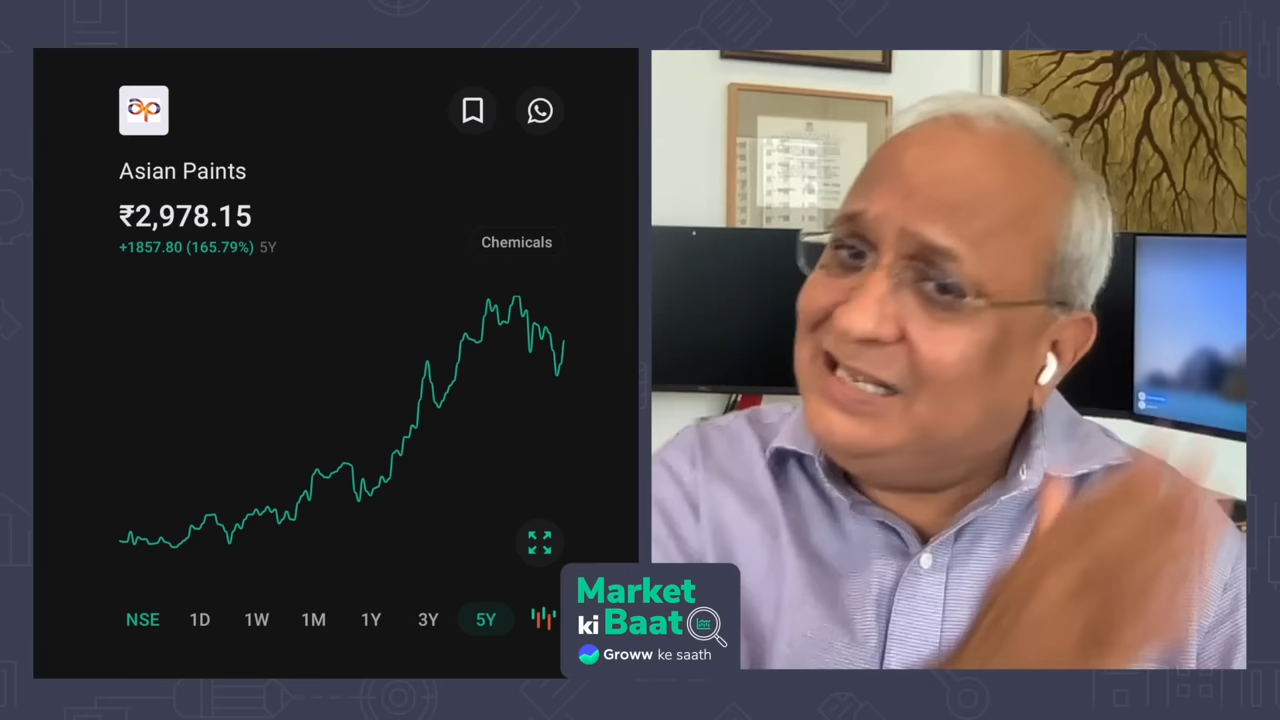 ap
Asian Paints
₹2,978.15
+1857.80 (165.79%) 5Y
Chemicals
NSE 1D 1W 1M 1Y 3Y 5Y
Market
ki Baat
Groww ke saath